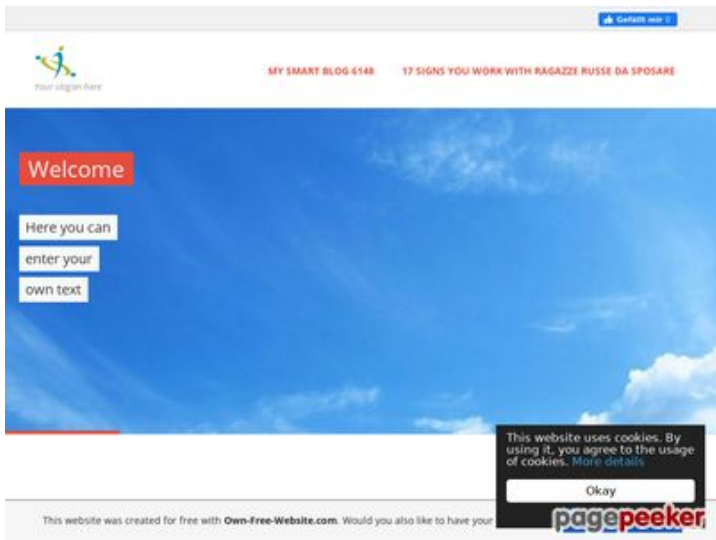 Gefällt mir 0
Your slogan here
MY SMART BLOG 6148
17 SIGNS YOU WORK WITH RAGAZZE RUSSE DA SPOSARE
Welcome
Here you can
enter your
own text
This website uses cookies. By
using it, you agree to the usage
of cookies. More details
Okay
This website was created for free with Own-Free-Website.com. Would you also like to have your
pagepeeker